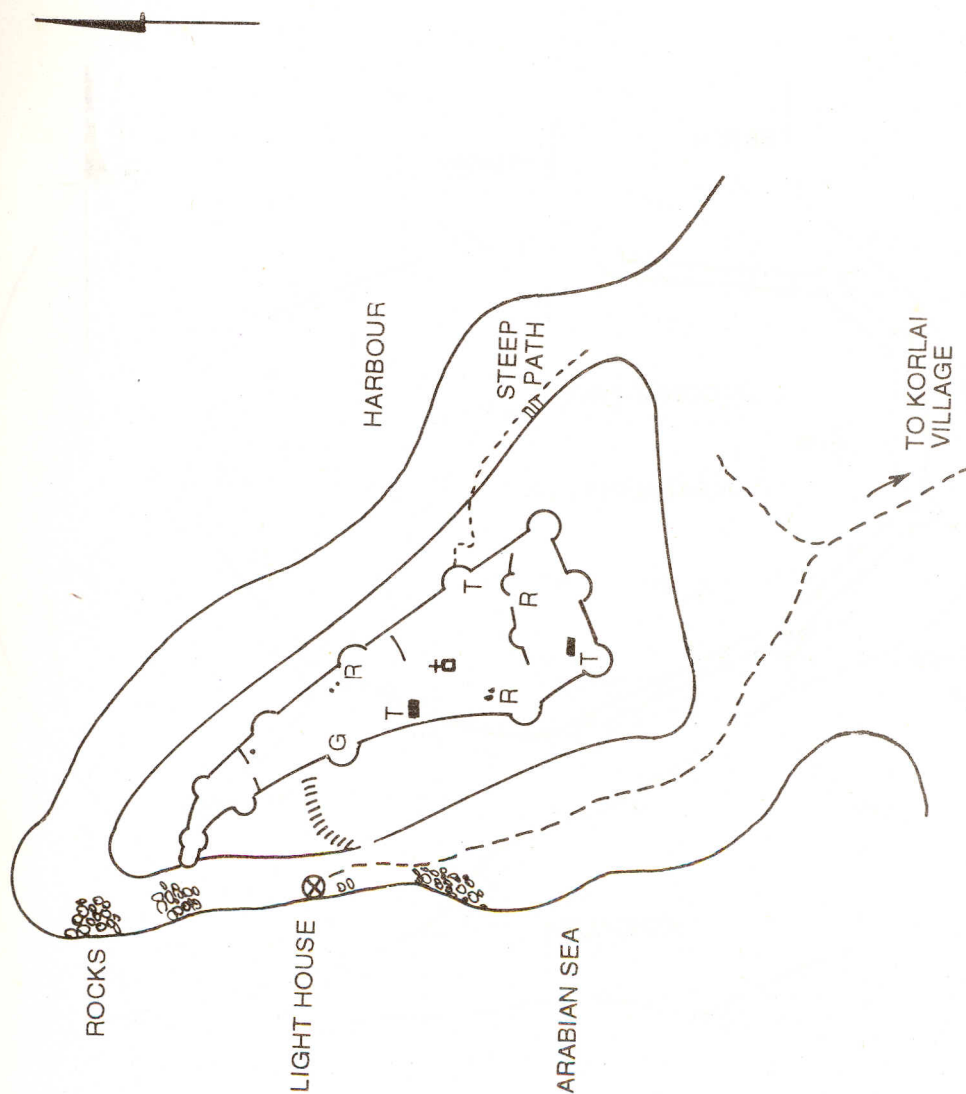 ROCKS
LIGHT HOUSE
ARABIAN SEA
HARBOUR
STEEP
PATH
TO KORLAI
VILLAGE
R
T
G
T
R
R
T